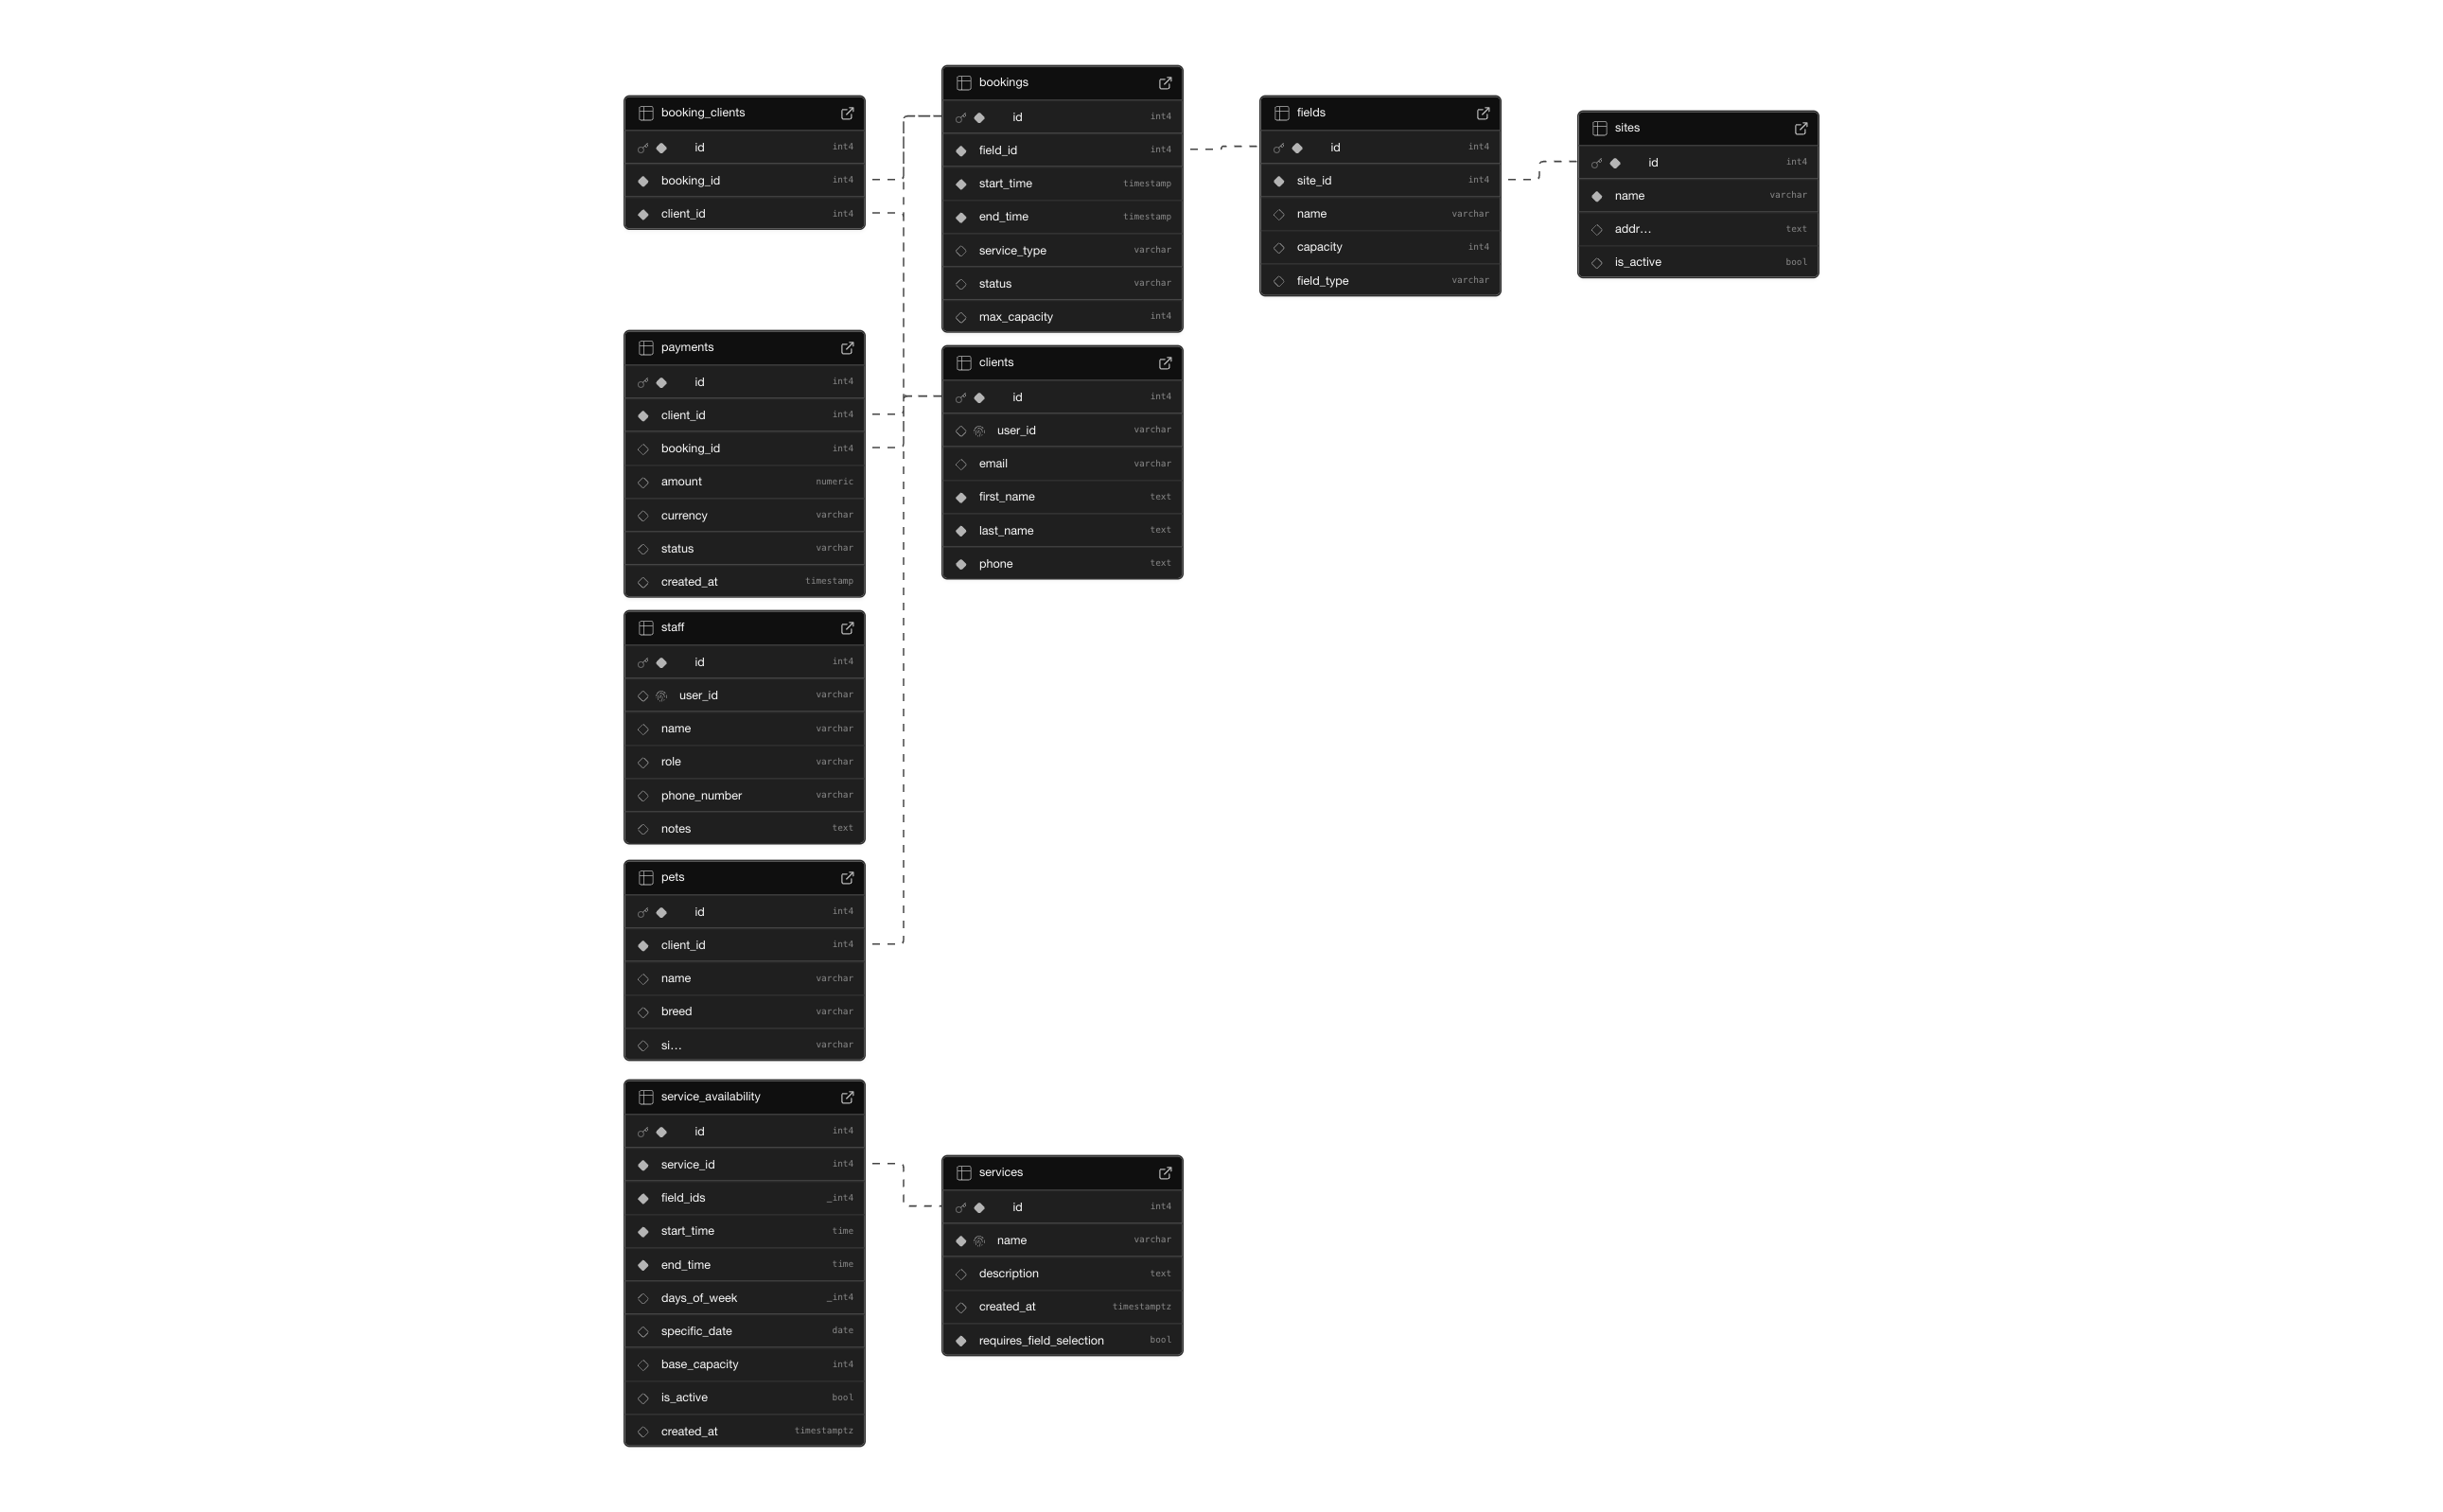 booking_clients
id int4
booking_id int4
client_id int4
bookings
id int4
field_id int4
start_time timestamp
end_time timestamp
service_type varchar
status varchar
max_capacity int4
fields
id int4
site_id int4
name varchar
capacity int4
field_type varchar
sites
id int4
name varchar
addr... text
is_active bool
payments
id int4
client_id int4
booking_id int4
amount numeric
currency varchar
status varchar
created_at timestamp
clients
id int4
user_id varchar
email varchar
first_name text
last_name text
phone text
staff
id int4
user_id varchar
name varchar
role varchar
phone_number varchar
notes text
pets
id int4
client_id int4
name varchar
breed varchar
si... varchar
service_availability
id int4
service_id int4
field_ids _int4
start_time time
end_time time
days_of_week _int4
specific_date date
base_capacity int4
is_active bool
created_at timestamptz
services
id int4
name varchar
description text
created_at timestamptz
requires_field_selection bool